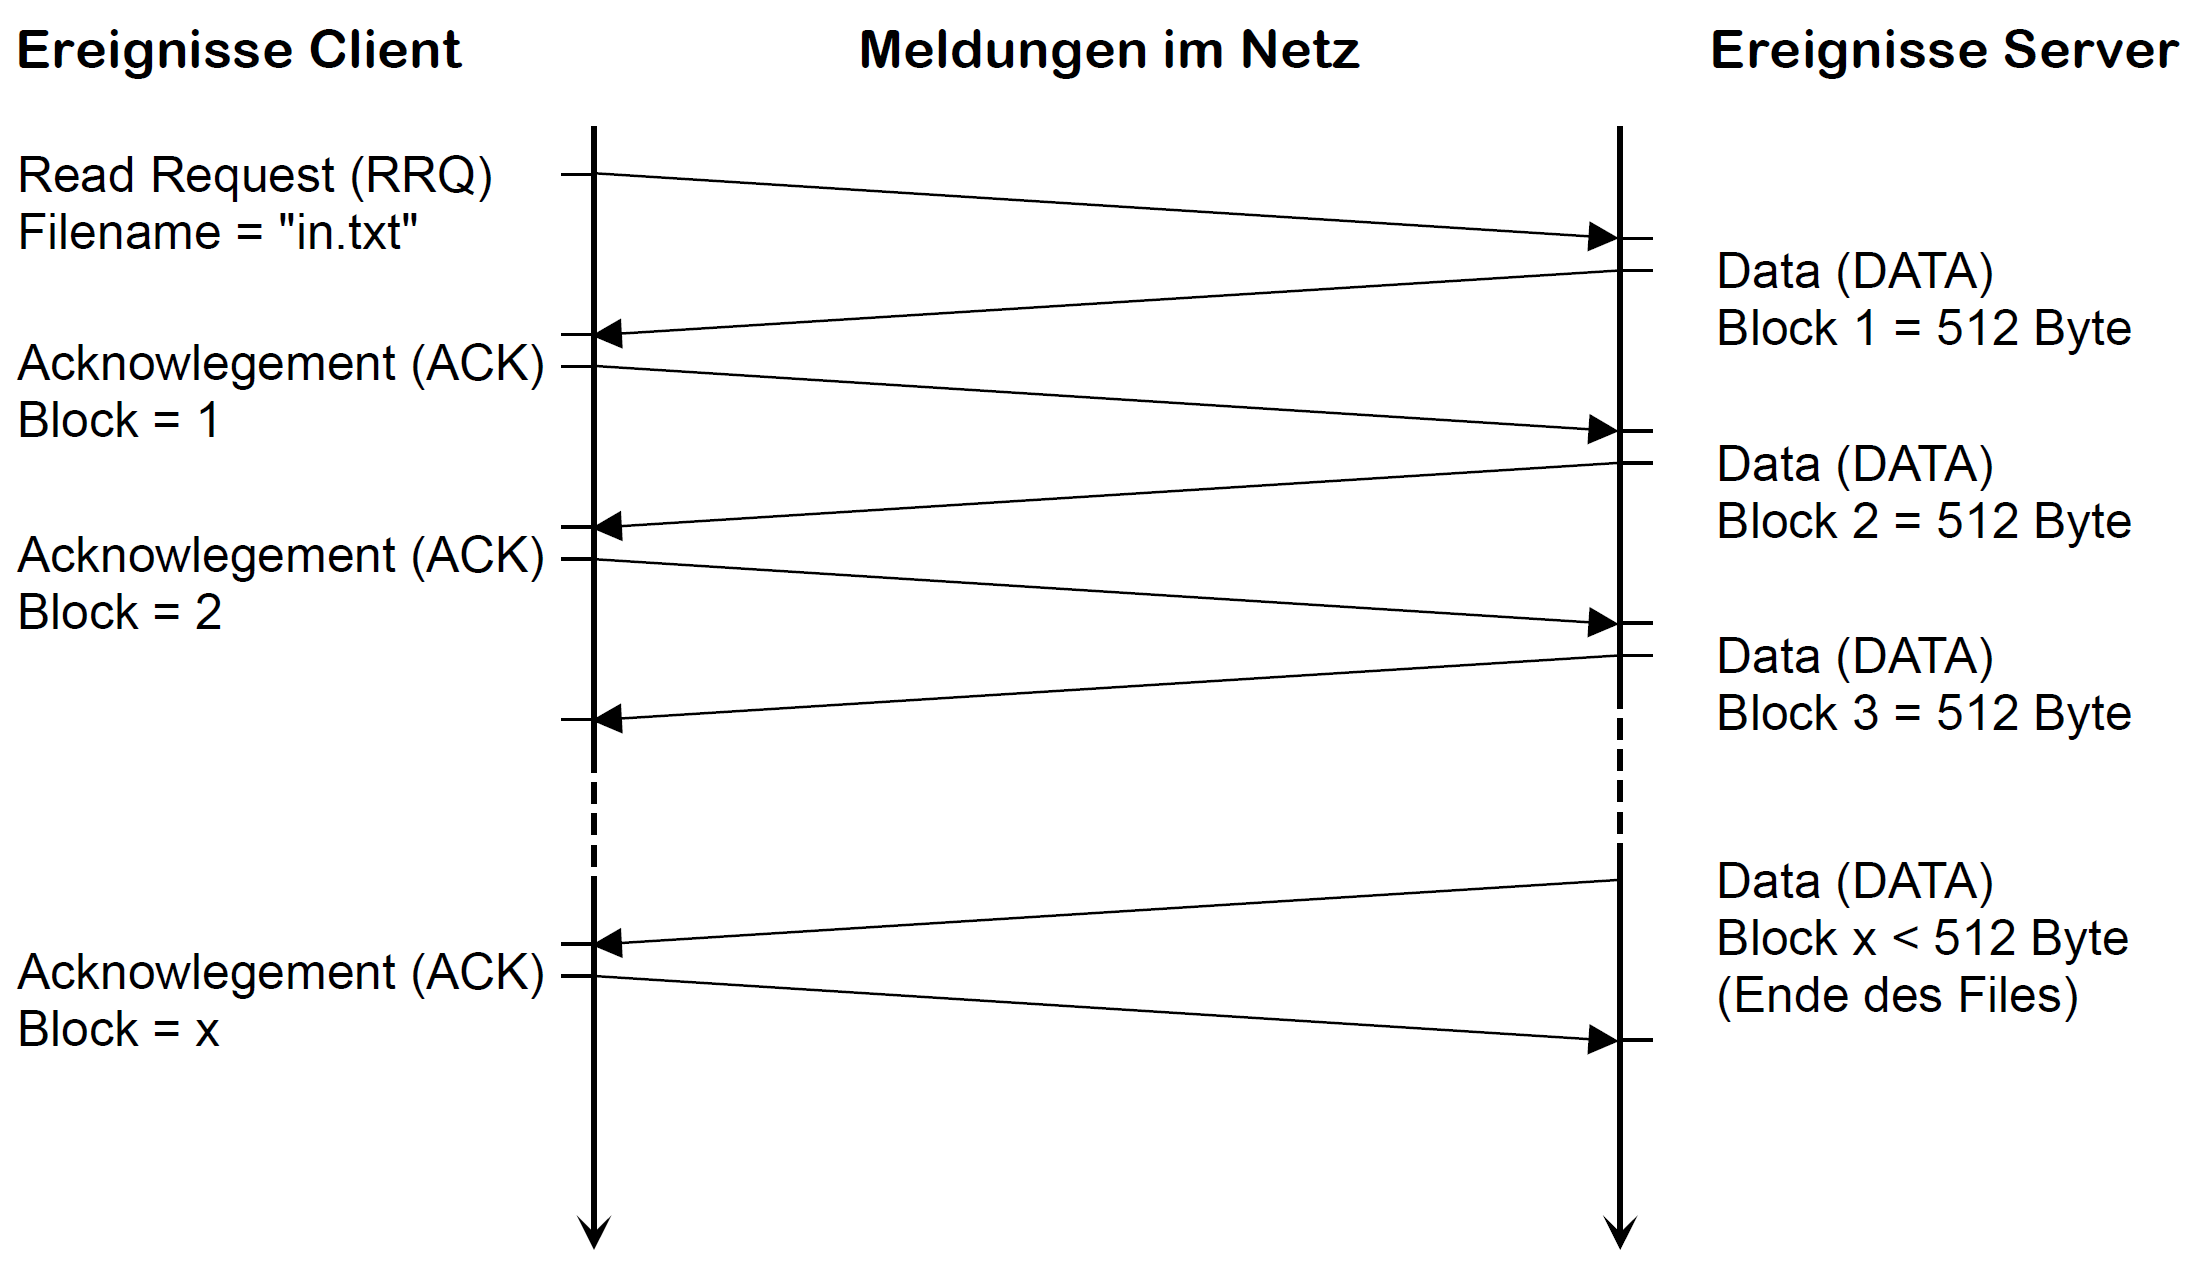 Ereignisse Client
Meldungen im Netz
Ereignisse Server
Read Request (RRQ)
Filename = "in.txt"
Data (DATA)
Block 1 = 512 Byte
Acknowlegement (ACK)
Block = 1
Data (DATA)
Block 2 = 512 Byte
Acknowlegement (ACK)
Block = 2
Data (DATA)
Block 3 = 512 Byte
Data (DATA)
Block x < 512 Byte
(Ende des Files)
Acknowlegement (ACK)
Block = x